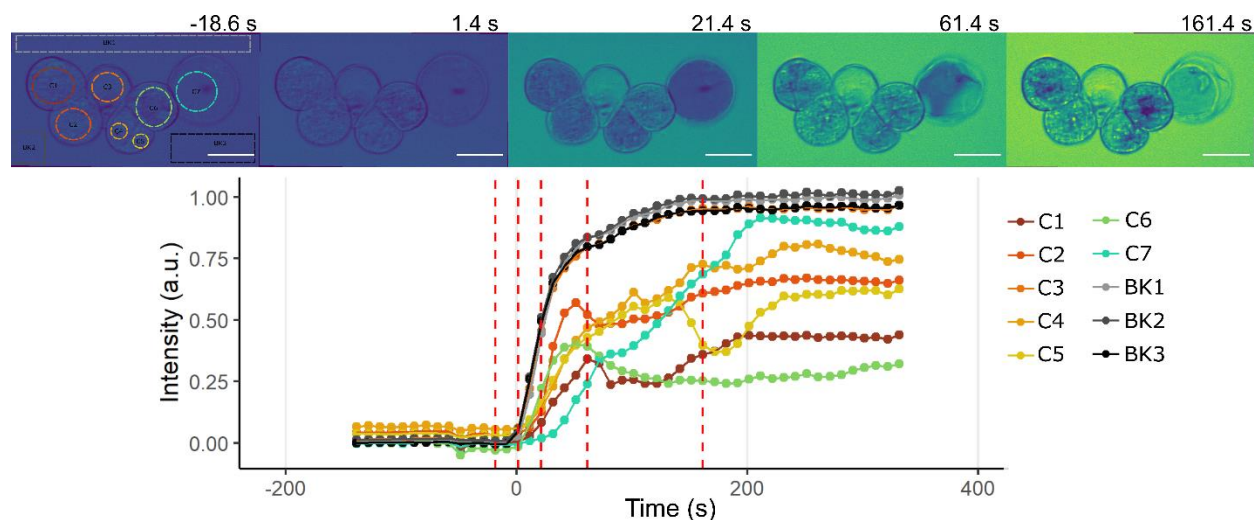 -18.6 s 1.4 s 21.4 s 61.4 s 161.4 s
BK1
C1 C3 C7
C6
C2
BK2 BK3
1.00
0.75
0.50
0.25
0.00
Intensity (a.u.)
-200 0 200 400
Time (s)
C1 C6
C2 C7
C3 BK1
C4 BK2
C5 BK3